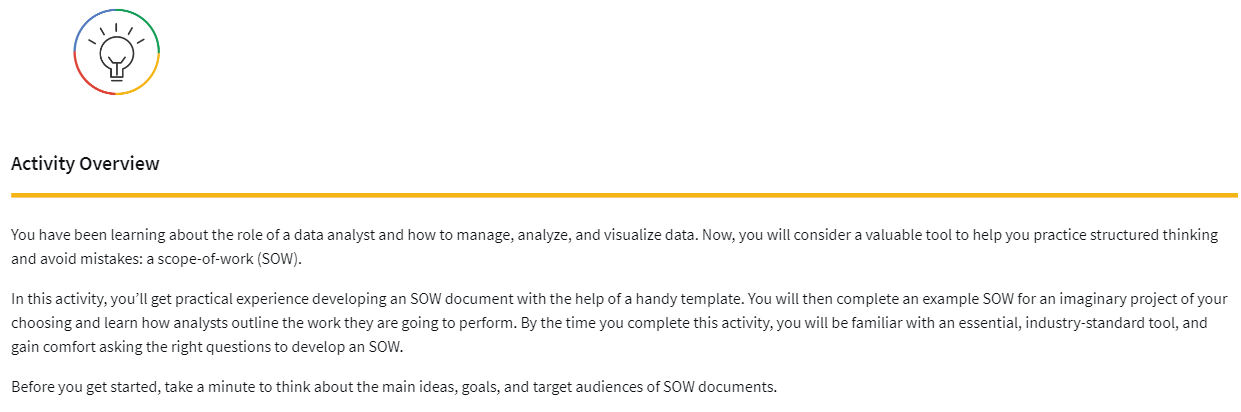 Activity Overview
You have been learning about the role of a data analyst and how to manage, analyze, and visualize data. Now, you will consider a valuable tool to help you practice structured thinking
and avoid mistakes: a scope-of-work (SOW).
In this activity, you’ll get practical experience developing an SOW document with the help of a handy template. You will then complete an example SOW for an imaginary project of your
choosing and learn how analysts outline the work they are going to perform. By the time you complete this activity, you will be familiar with an essential, industry-standard tool, and
gain comfort asking the right questions to develop an SOW.
Before you get started, take a minute to think about the main ideas, goals, and target audiences of SOW documents.